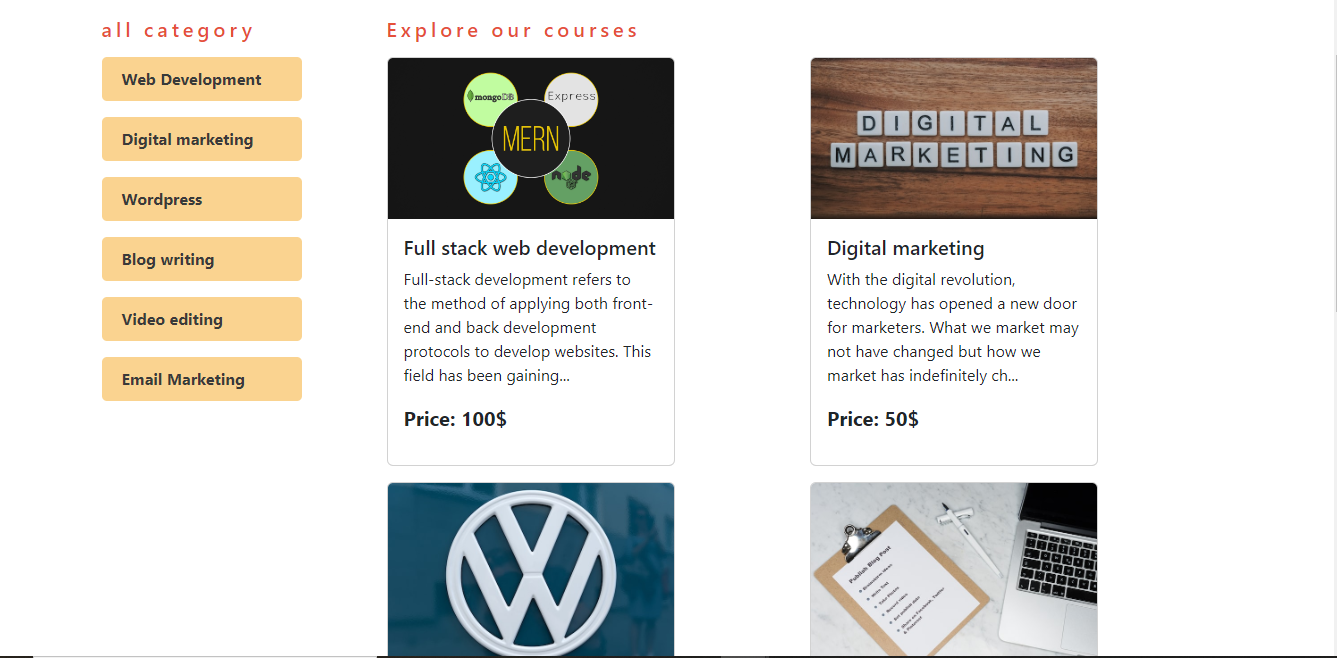 all category
Explore our courses
Web Development
Digital marketing
Wordpress
Blog writing
Video editing
Email Marketing
mongoDB
Express
MERN
node
Full stack web development
Full-stack development refers to
the method of applying both front-
end and back development
protocols to develop websites. This
field has been gaining...
Price: 100$
DIGITAL
MARKETING
Digital marketing
With the digital revolution,
technology has opened a new door
for marketers. What we market may
not have changed but how we
market has indefinitely ch...
Price: 50$
Publish Blog Post